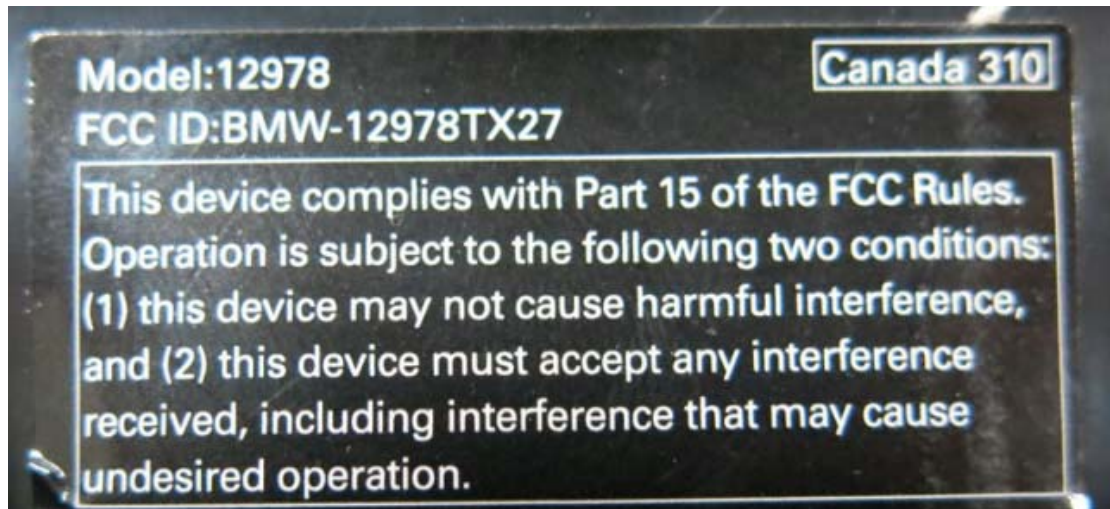 Model:12978
Canada 310
FCC ID:BMW-12978TX27
This device complies with Part 15 of the FCC Rules.
Operation is subject to the following two conditions:
(1) this device may not cause harmful interference,
and (2) this device must accept any interference
received, including interference that may cause
undesired operation.